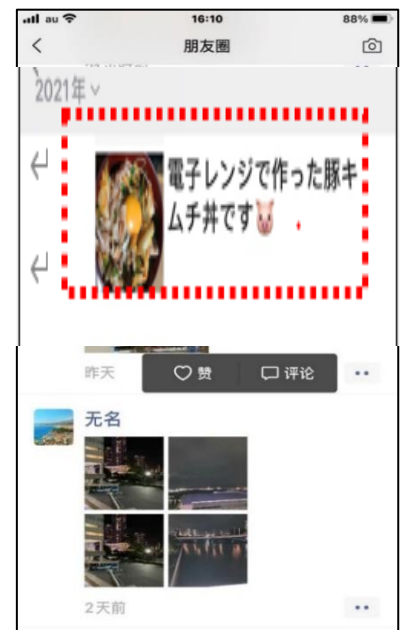 au 16:10 88%
朋友圈
2021年
電子レンジで作った豚キ
ムチ丼です🐷
昨天 赞 评论
无名
2天前